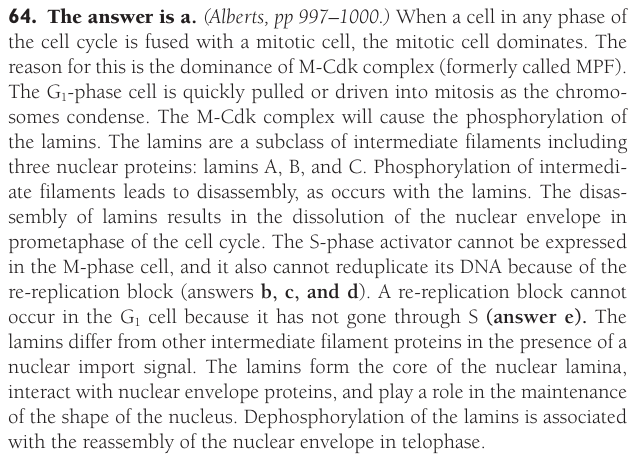 64. The answer is a. (Alberts, pp 997–1000.) When a cell in any phase of
the cell cycle is fused with a mitotic cell, the mitotic cell dominates. The
reason for this is the dominance of M-Cdk complex (formerly called MPF).
The G₁-phase cell is quickly pulled or driven into mitosis as the chromo-
somes condense. The M-Cdk complex will cause the phosphorylation of
the lamins. The lamins are a subclass of intermediate filaments including
three nuclear proteins: lamins A, B, and C. Phosphorylation of intermedi-
ate filaments leads to disassembly, as occurs with the lamins. The disas-
sembly of lamins results in the dissolution of the nuclear envelope in
prometaphase of the cell cycle. The S-phase activator cannot be expressed
in the M-phase cell, and it also cannot reduplicate its DNA because of the
re-replication block (answers b, c, and d). A re-replication block cannot
occur in the G₁ cell because it has not gone through S (answer e). The
lamins differ from other intermediate filament proteins in the presence of a
nuclear import signal. The lamins form the core of the nuclear lamina,
interact with nuclear envelope proteins, and play a role in the maintenance
of the shape of the nucleus. Dephosphorylation of the lamins is associated
with the reassembly of the nuclear envelope in telophase.